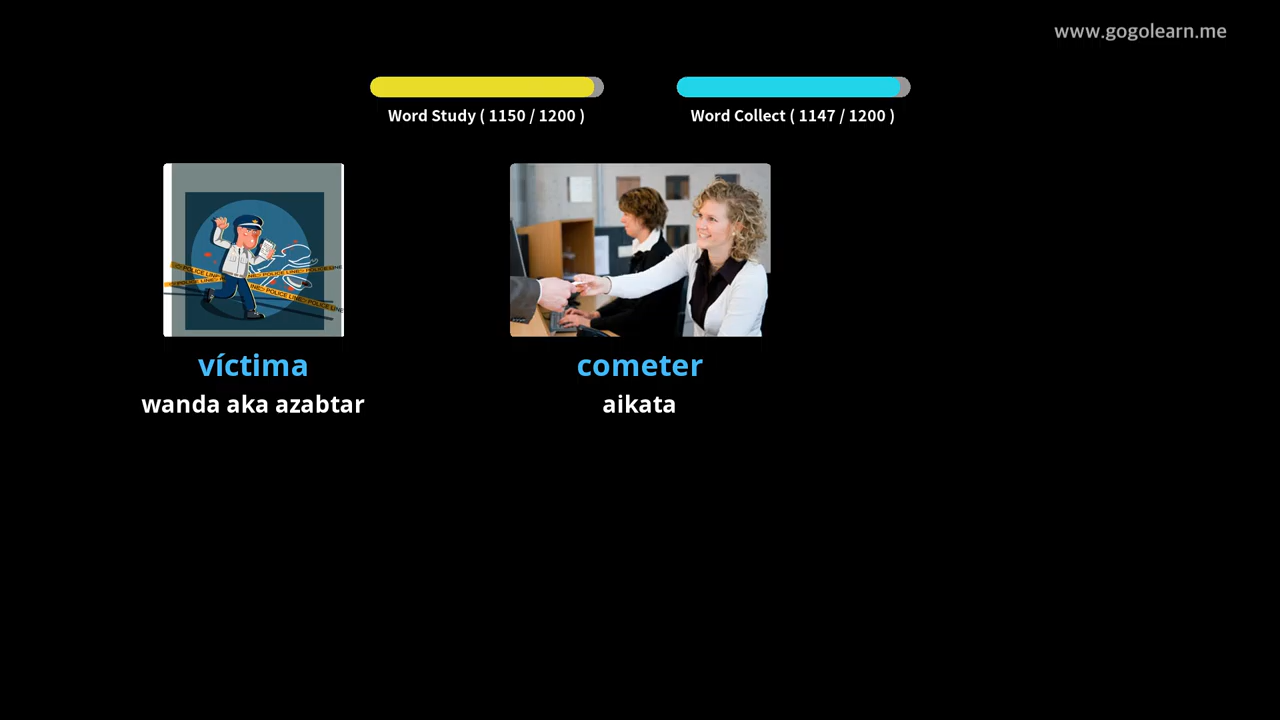 www.gogolearn.me
Word Study ( 1150 / 1200 )
Word Collect ( 1147 / 1200 )
víctima
cometer
wanda aka azabtar
aikata